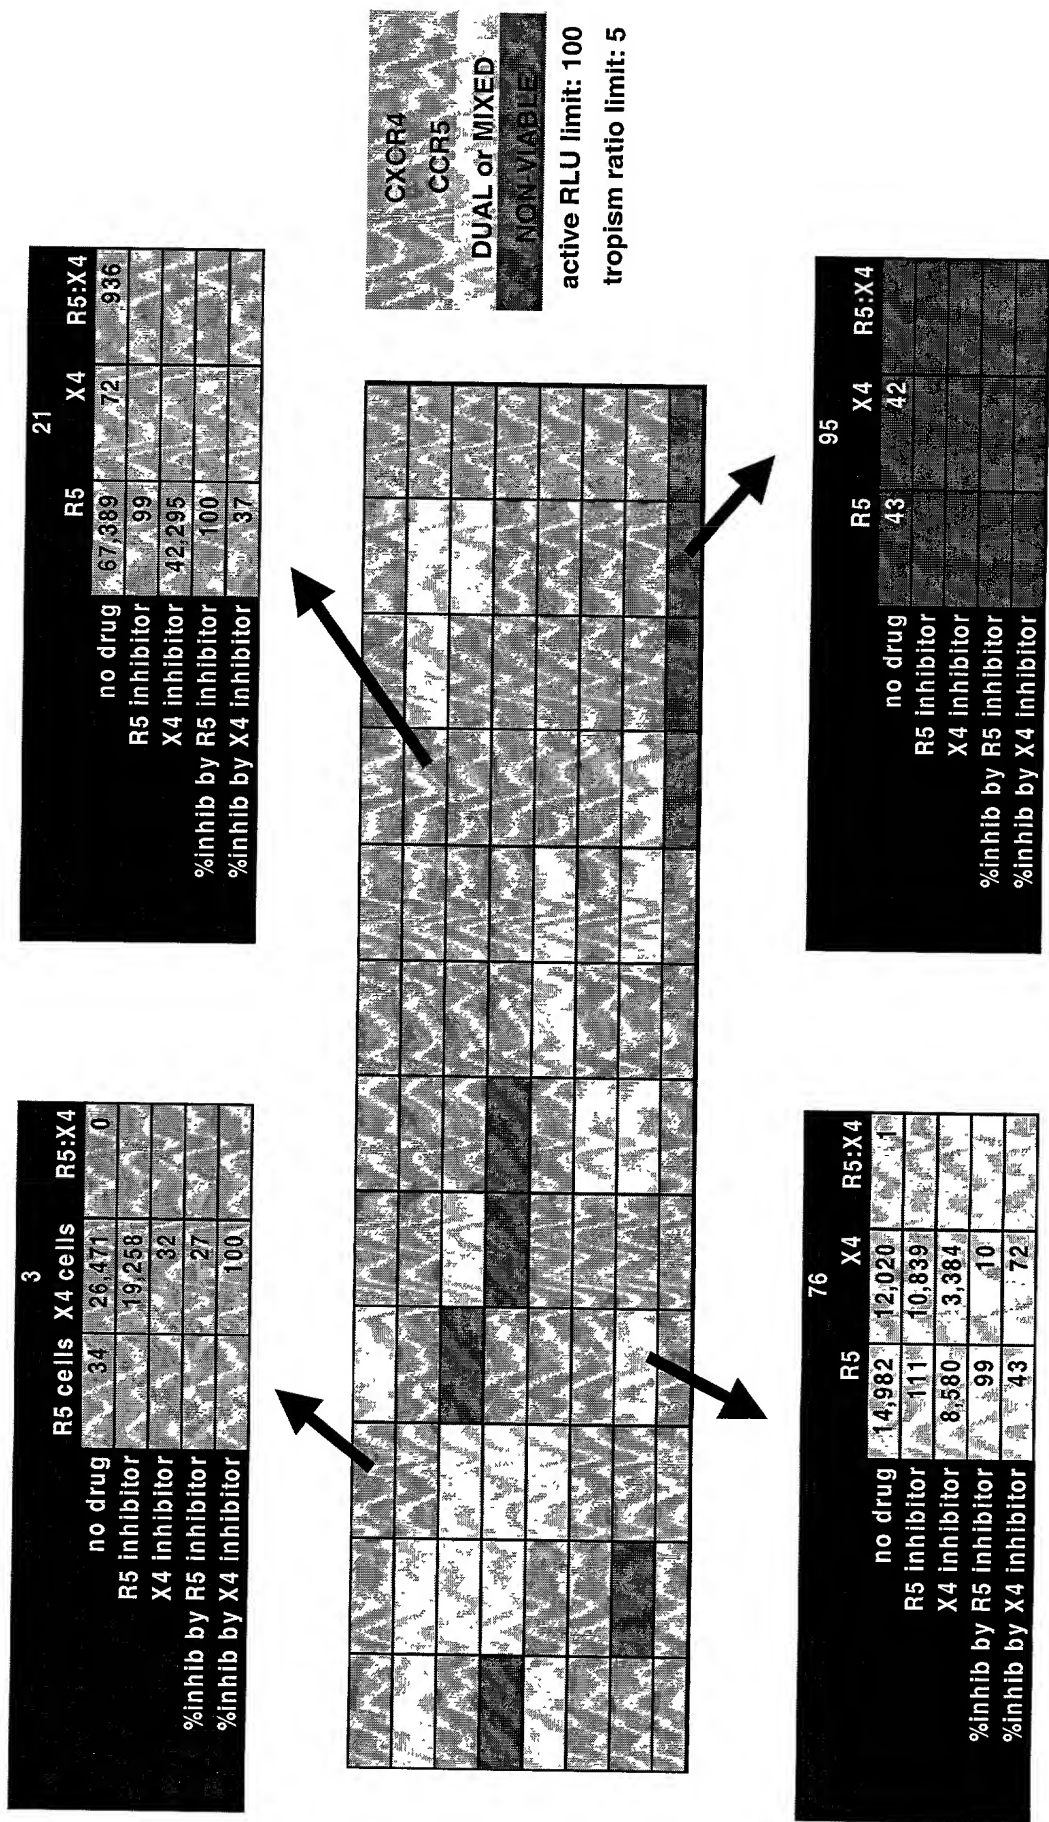 3
R5 cells X4 cells R5:X4
no drug 34 26,471 0
R5 inhibitor 19,258
X4 inhibitor 32
%inhib by R5 inhibitor 27
%inhib by X4 inhibitor 100
21
R5 X4 R5:X4
no drug 67,389 72 936
R5 inhibitor 99
X4 inhibitor 42,295
%inhib by R5 inhibitor 100
%inhib by X4 inhibitor 37
CXCR4
CCR5
DUAL or MIXED
NON-VIABLE
active RLU limit: 100
tropism ratio limit: 5
76
R5 X4 R5:X4
no drug 14,982 12,020 1
R5 inhibitor 111 10,839
X4 inhibitor 8,580 3,384
%inhib by R5 inhibitor 99 10
%inhib by X4 inhibitor 43 72
95
R5 X4 R5:X4
no drug 43 42
R5 inhibitor
X4 inhibitor
%inhib by R5 inhibitor
%inhib by X4 inhibitor